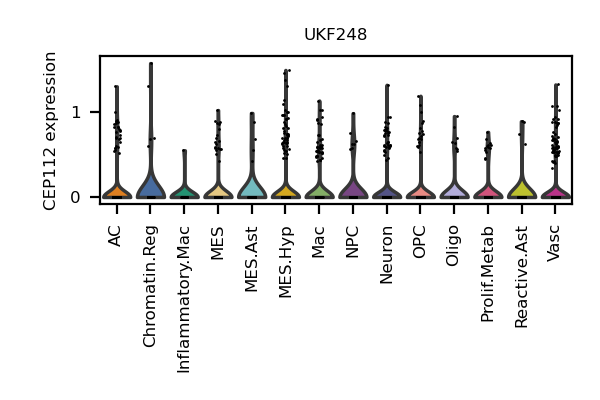 UKF248
CEP112 expression
1
0
AC
Chromatin.Reg
Inflammatory.Mac
MES
MES.Ast
MES.Hyp
Mac
NPC
Neuron
OPC
Oligo
Prolif.Metab
Reactive.Ast
Vasc